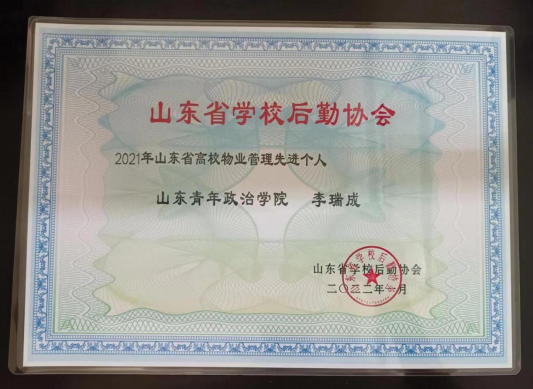 山东省学校后勤协会
2021年山东省高校物业管理先进个人
山东青年政治学院 李瑞成
山东省学校后勤协会
二〇二二年 月